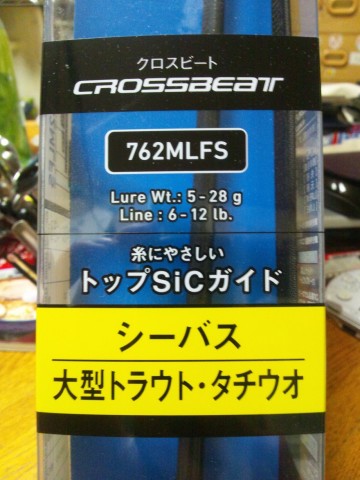 クロスビート
CROSSBEAT
762MLFS
Lure Wt.: 5-28 g
Line : 6-12 lb.
糸にやさしい
トップSiCガイド
シーバス
大型トラウト・タチウオ